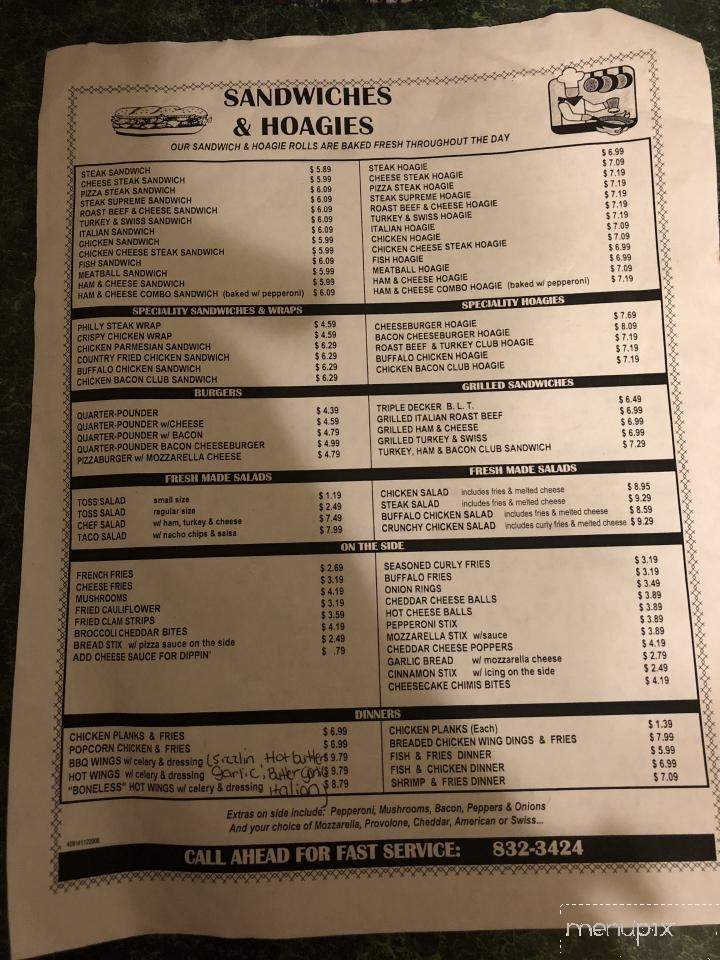 SANDWICHES
& HOAGIES
OUR SANDWICH & HOAGIE ROLLS ARE BAKED FRESH THROUGHOUT THE DAY
STEAK SANDWICH $ 5.89
CHEESE STEAK SANDWICH $ 5.99
PIZZA STEAK SANDWICH $ 6.09
STEAK SUPREME SANDWICH $ 6.09
ROAST BEEF & CHEESE SANDWICH $ 6.09
TURKEY & SWISS SANDWICH $ 6.09
ITALIAN SANDWICH $ 6.09
CHICKEN SANDWICH $ 5.99
CHICKEN CHEESE STEAK SANDWICH $ 6.09
FISH SANDWICH $ 5.99
MEATBALL SANDWICH $ 5.99
HAM & CHEESE SANDWICH $ 5.99
HAM & CHEESE COMBO SANDWICH (baked w/ pepperoni) $ 6.09
STEAK HOAGIE $ 6.99
CHEESE STEAK HOAGIE $ 7.09
PIZZA STEAK HOAGIE $ 7.19
STEAK SUPREME HOAGIE $ 7.19
ROAST BEEF & CHEESE HOAGIE $ 7.19
TURKEY & SWISS HOAGIE $ 7.19
ITALIAN HOAGIE $ 7.09
CHICKEN HOAGIE $ 7.09
CHICKEN CHEESE STEAK HOAGIE $ 7.19
FISH HOAGIE $ 6.99
MEATBALL HOAGIE $ 6.99
HAM & CHEESE HOAGIE $ 7.09
HAM & CHEESE COMBO HOAGIE (baked w/ pepperoni) $ 7.19
SPECIALITY SANDWICHES & WRAPS
PHILLY STEAK WRAP $ 4.59
CRISPY CHICKEN WRAP $ 4.59
CHICKEN PARMESIAN SANDWICH $ 6.29
COUNTRY FRIED CHICKEN SANDWICH $ 6.29
BUFFALO CHICKEN SANDWICH $ 6.29
CHICKEN BACON CLUB SANDWICH $ 6.29
SPECIALITY HOAGIES
CHEESEBURGER HOAGIE $ 7.69
BACON CHEESEBURGER HOAGIE $ 8.09
ROAST BEEF & TURKEY CLUB HOAGIE $ 7.19
BUFFALO CHICKEN HOAGIE $ 7.19
CHICKEN BACON CLUB HOAGIE $ 7.19
BURGERS
QUARTER-POUNDER $ 4.39
QUARTER-POUNDER w/CHEESE $ 4.59
QUARTER-POUNDER w/ BACON $ 4.79
QUARTER-POUNDER BACON CHEESEBURGER $ 4.99
PIZZABURGER w/ MOZZARELLA CHEESE $ 4.79
GRILLED SANDWICHES
TRIPLE DECKER B. L. T. $ 6.49
GRILLED ITALIAN ROAST BEEF $ 6.99
GRILLED HAM & CHEESE $ 6.99
GRILLED TURKEY & SWISS $ 6.99
TURKEY, HAM & BACON CLUB SANDWICH $ 7.29
FRESH MADE SALADS
TOSS SALAD small size $ 1.19
TOSS SALAD regular size $ 2.49
CHEF SALAD w/ ham, turkey & cheese $ 7.49
TACO SALAD w/ nacho chips & salsa $ 7.99
FRESH MADE SALADS
CHICKEN SALAD includes fries & melted cheese $ 8.95
STEAK SALAD includes fries & melted cheese $ 9.29
BUFFALO CHICKEN SALAD includes fries & melted cheese $ 8.59
CRUNCHY CHICKEN SALAD includes curly fries & melted cheese $ 9.29
ON THE SIDE
FRENCH FRIES $ 2.69
CHEESE FRIES $ 3.19
MUSHROOMS $ 4.19
FRIED CAULIFLOWER $ 3.19
FRIED CLAM STRIPS $ 3.59
BROCCOLI CHEDDAR BITES $ 4.19
BREAD STIX w/ pizza sauce on the side $ 2.49
ADD CHEESE SAUCE FOR DIPPIN' $ .79
SEASONED CURLY FRIES $ 3.19
BUFFALO FRIES $ 3.19
ONION RINGS $ 3.49
CHEDDAR CHEESE BALLS $ 3.89
HOT CHEESE BALLS $ 3.89
PEPPERONI STIX $ 3.89
MOZZARELLA STIX w/sauce $ 3.89
CHEDDAR CHEESE POPPERS $ 4.19
GARLIC BREAD w/ mozzarella cheese $ 2.79
CINNAMON STIX w/ icing on the side $ 2.49
CHEESECAKE CHIMIS BITES $ 4.19
DINNERS
CHICKEN PLANKS & FRIES $ 6.99
POPCORN CHICKEN & FRIES $ 6.99
BBQ WINGS w/ celery & dressing (Sizzlin, Hot butter $ 9.79
HOT WINGS w/ celery & dressing garlic, Butter garlic $ 9.79
"BONELESS" HOT WINGS w/ celery & dressing Italian) $ 8.79
CHICKEN PLANKS (Each) $ 1.39
BREADED CHICKEN WING DINGS & FRIES $ 7.99
FISH & FRIES DINNER $ 5.99
FISH & CHICKEN DINNER $ 6.99
SHRIMP & FRIES DINNER $ 7.09
Extras on side include: Pepperoni, Mushrooms, Bacon, Peppers & Onions
And your choice of Mozzarella, Provolone, Cheddar, American or Swiss...
CALL AHEAD FOR FAST SERVICE: 832-3424
menupix